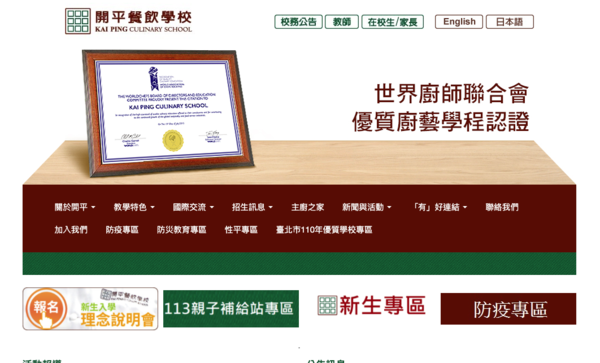 開平餐飲學校
KAI PING CULINARY SCHOOL
校務公告 教師 在校生/家長 English 日本語
THE WORLDCHEFS BOARD OF DIRECTORS AND EDUCATION
COMMITTEE PROUDLY PRESENT THIS CITATION TO
KAI PING CULINARY SCHOOL
世界廚師聯合會
優質廚藝學程認證
關於開平 教學特色 國際交流 招生訊息 主廚之家 新聞與活動 「有」好連結 聯絡我們
加入我們 防疫專區 防災教育專區 性平專區 臺北市110年優質學校專區
開平餐飲學校
報名
新生入學
理念說明會
113親子補給站專區
新生專區
防疫專區